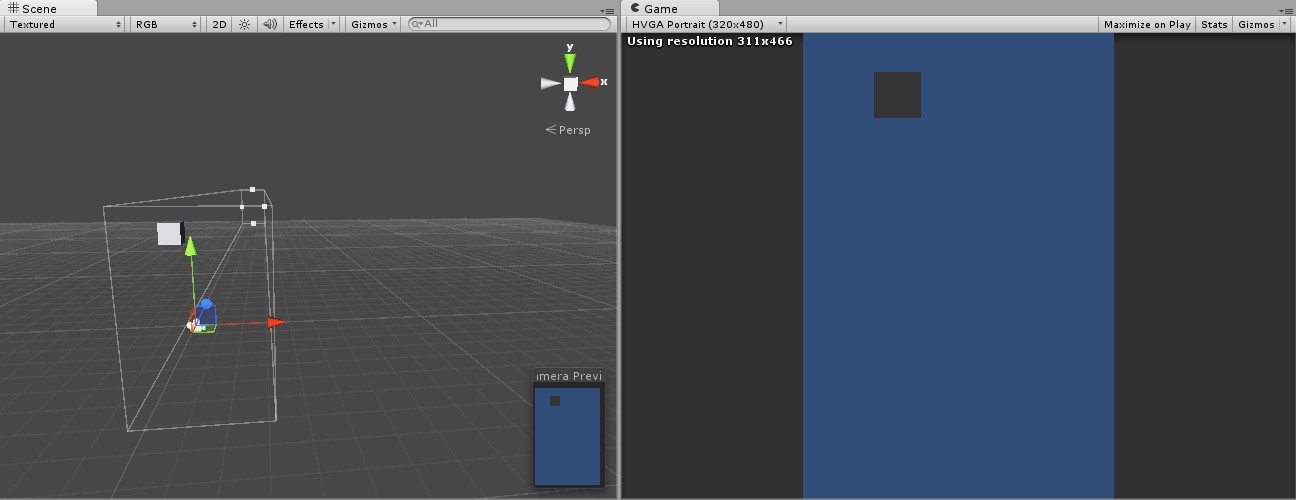 Scene
Textured RGB 2D Effects Gizmos All
y
x
Persp
amera Previ
Game
HVGA Portrait (320x480) Maximize on Play Stats Gizmos
Using resolution 311x466